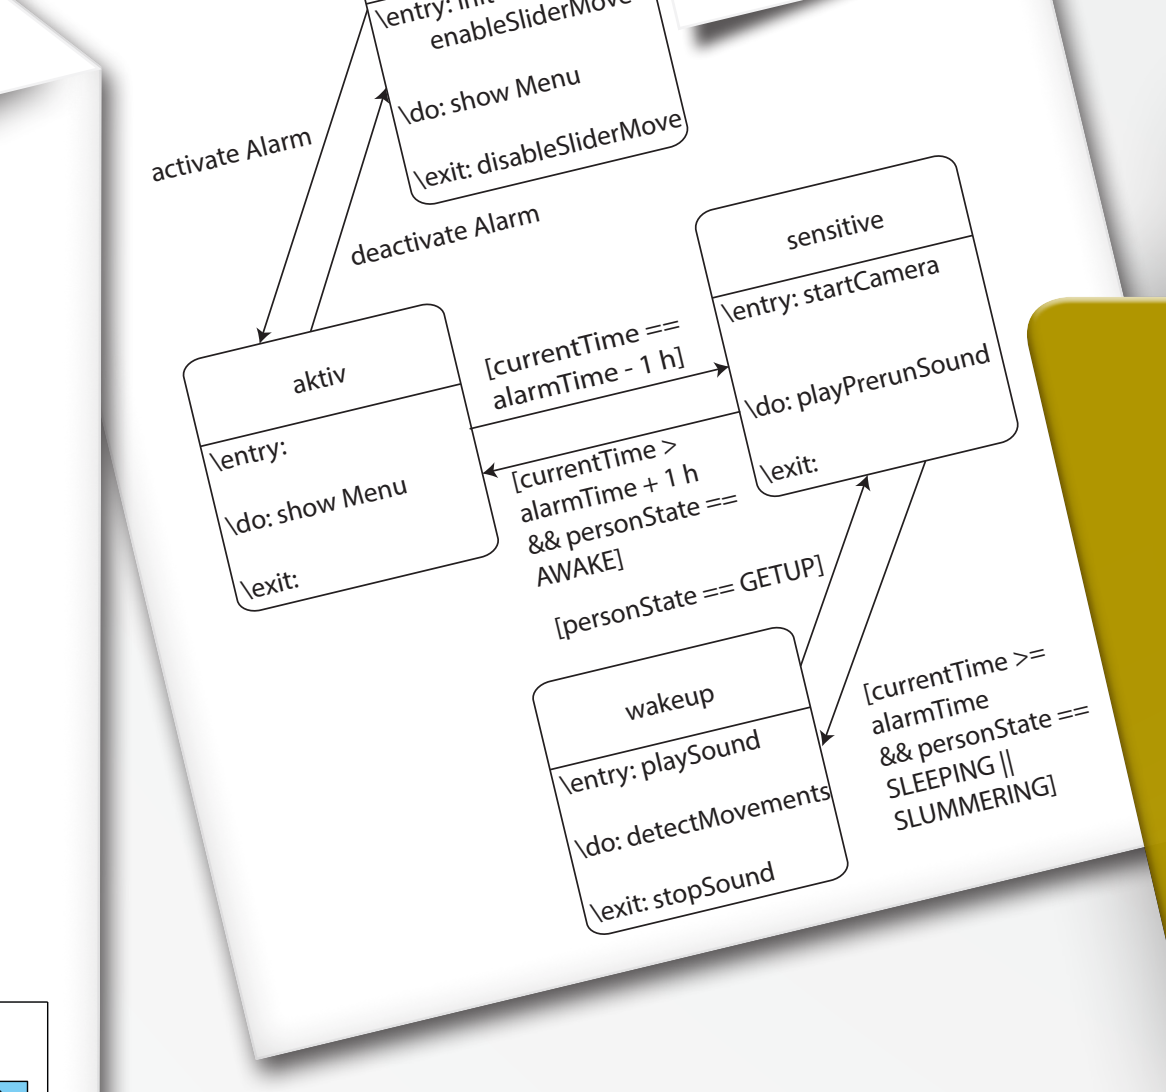 \entry: init
enableSliderMove
\do: show Menu
\exit: disableSliderMove
activate Alarm
deactivate Alarm
sensitive
\entry: startCamera
\do: playPrerunSound
\exit:
aktiv
\entry:
\do: show Menu
\exit:
[currentTime ==
alarmTime - 1 h]
[currentTime >
alarmTime + 1 h
&& personState ==
AWAKE]
[personState == GETUP]
wakeup
\entry: playSound
\do: detectMovements
\exit: stopSound
[currentTime >=
alarmTime
&& personState ==
SLEEPING ||
SLUMMERING]